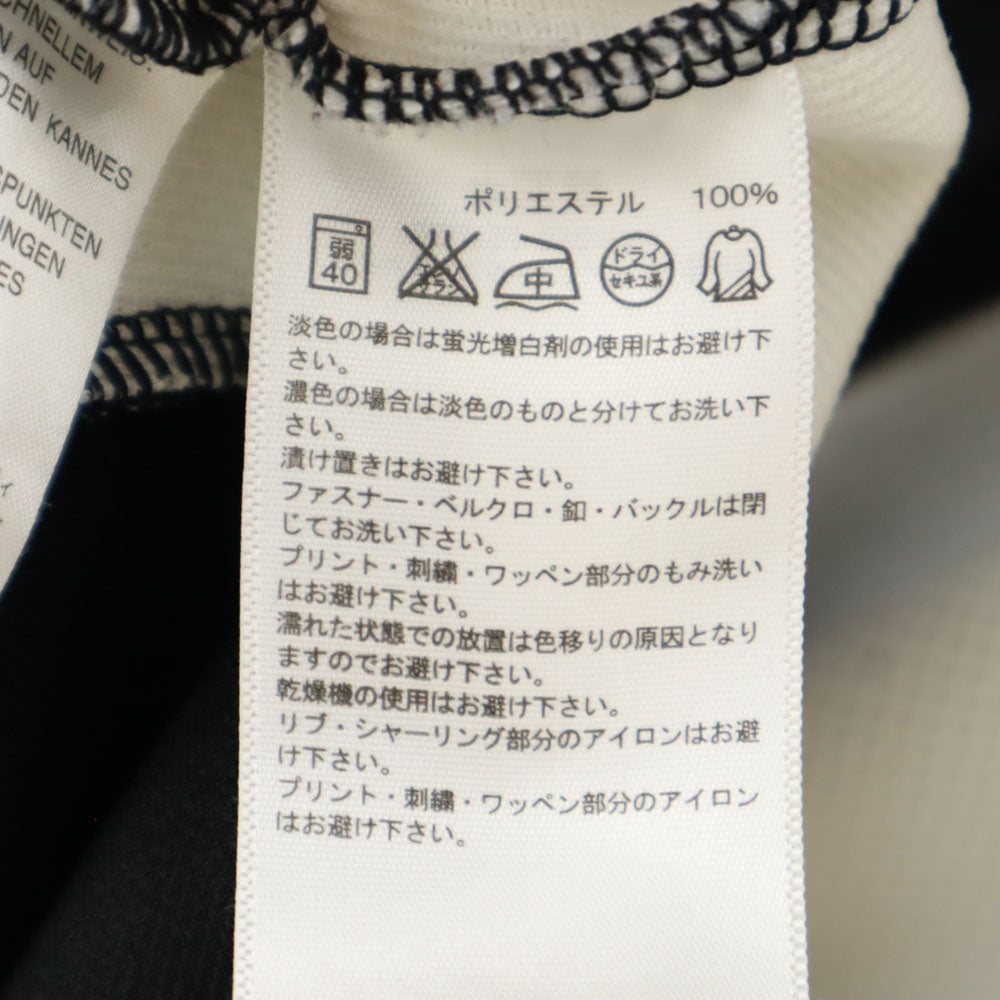 CHNELLEM
AUF
DEN KANNES
SPUNKTEN
INGEN
ES
ポリエステル 100%
弱
40
エンソ
サラシ
中
ドライ
セキユ系
淡色の場合は蛍光増白剤の使用はお避け下
さい。
濃色の場合は淡色のものと分けてお洗い下
さい。
漬け置きはお避け下さい。
ファスナー・ベルクロ・釦・バックルは閉
じてお洗い下さい。
プリント・刺繍・ワッペン部分のもみ洗い
はお避け下さい。
濡れた状態での放置は色移りの原因となり
ますのでお避け下さい。
乾燥機の使用はお避け下さい。
リブ・シャーリング部分のアイロンはお避
け下さい。
プリント・刺繍・ワッペン部分のアイロン
はお避け下さい。